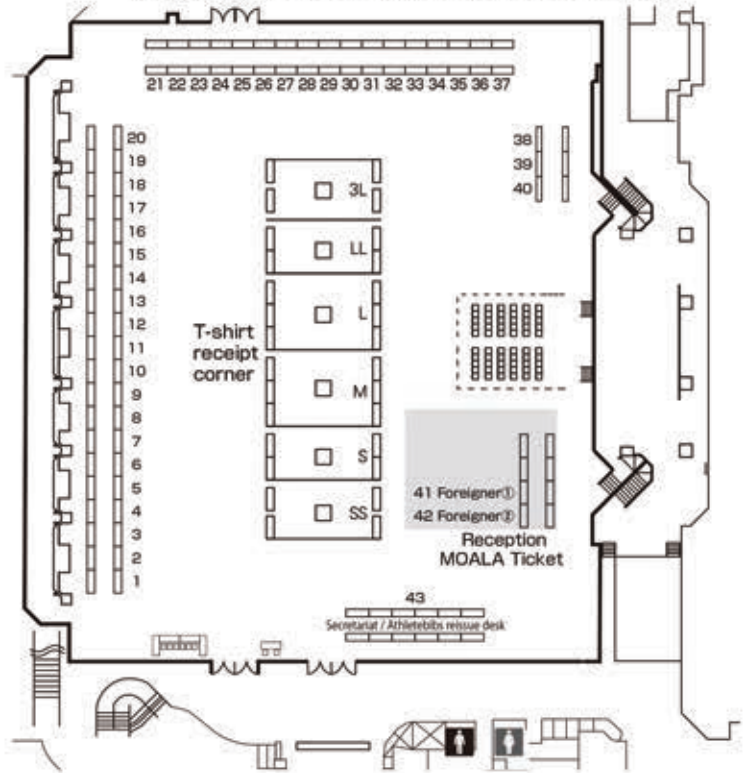 21 22 23 24 25 26 27 28 29 30 31 32 33 34 35 36 37
20
19
18
17
16
15
14
13
12
11
10
9
8
7
6
5
4
3
2
1
38
39
40
3L
LL
L
M
S
SS
T-shirt
receipt
corner
41 Foreigner①
42 Foreigner②
Reception
MOALA Ticket
43
Secretariat / Athletebibs reissue desk